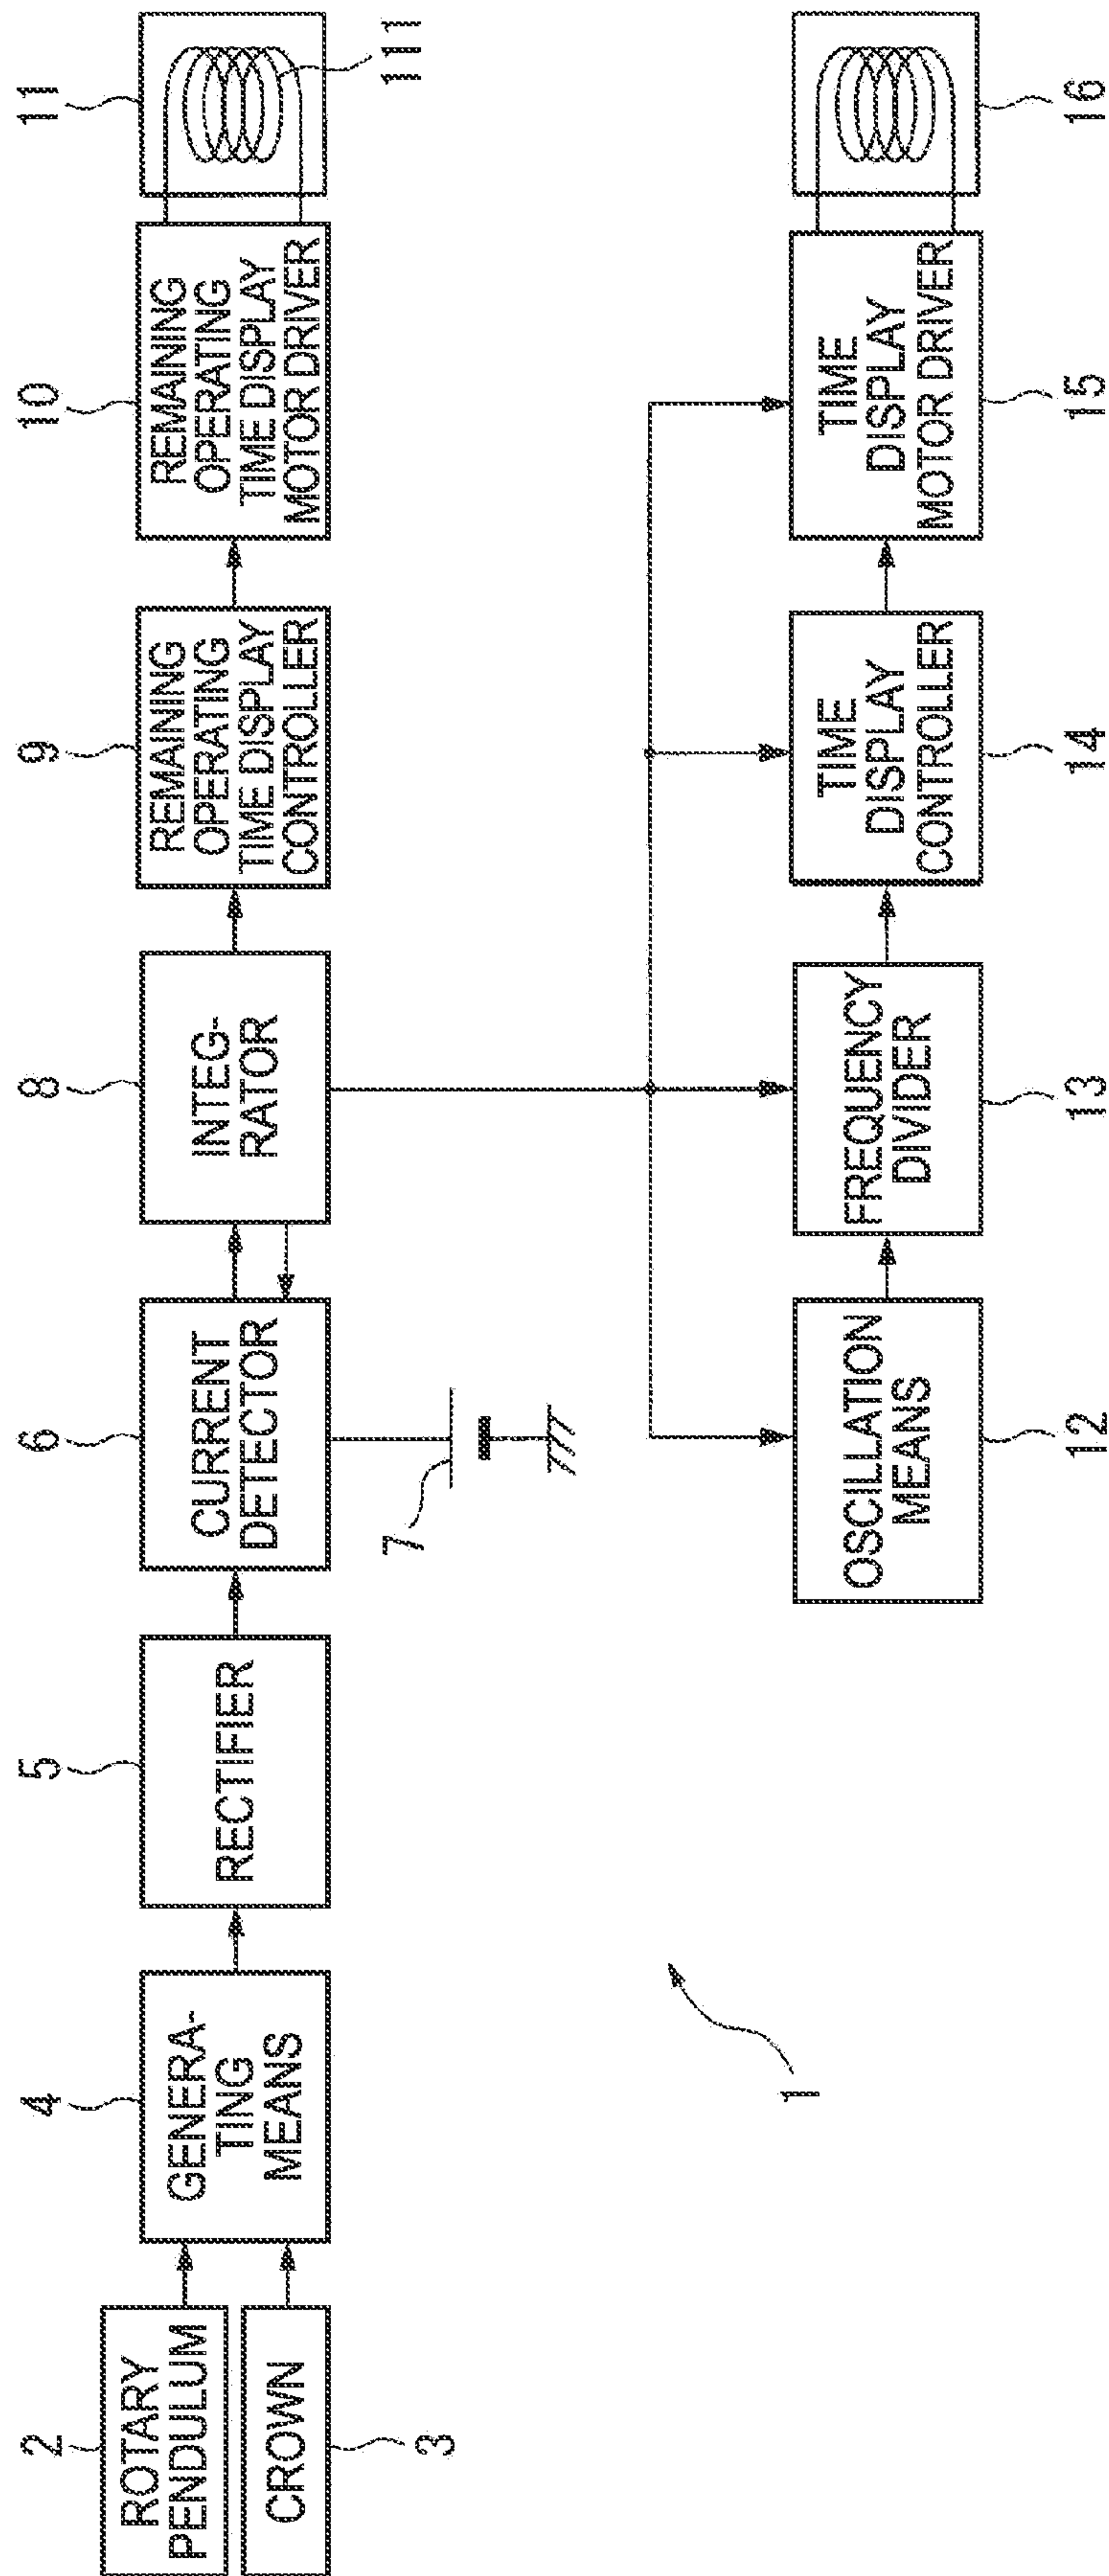 2
ROTARY
PENDULUM
CROWN
3
4
GENERA-
TING
MEANS
5
RECTIFIER
6
CURRENT
DETECTOR
7
8
INTEG-
RATOR
9
REMAINING
OPERATING
TIME DISPLAY
CONTROLLER
10
REMAINING
OPERATING
TIME DISPLAY
MOTOR DRIVER
11
111
1
OSCILLATION
MEANS
12
FREQUENCY
DIVIDER
13
TIME
DISPLAY
CONTROLLER
14
TIME
DISPLAY
MOTOR DRIVER
15
16